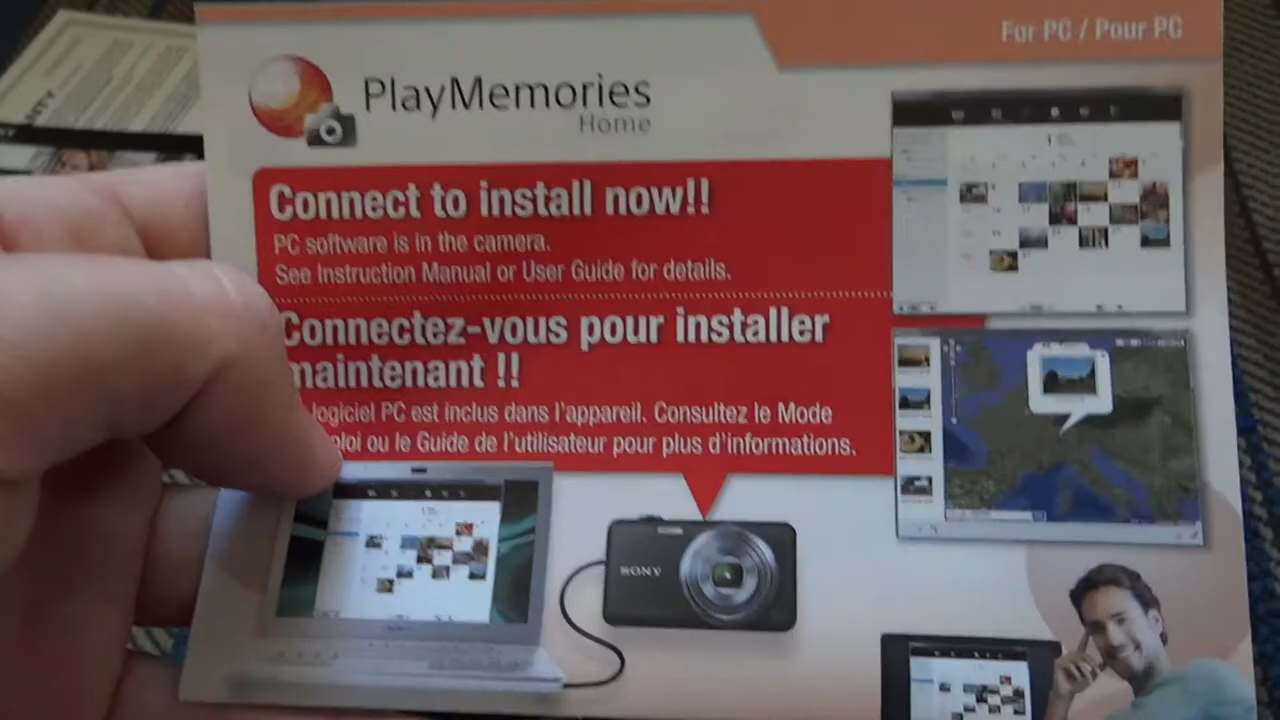 For PC / Pour PC
PlayMemories
Home
Connect to install now!!
PC software is in the camera.
See Instruction Manual or User Guide for details.
Connectez-vous pour installer
maintenant !!
logiciel PC est inclus dans l'appareil. Consultez le Mode
ou le Guide de l'utilisateur pour plus d'informations.
SONY